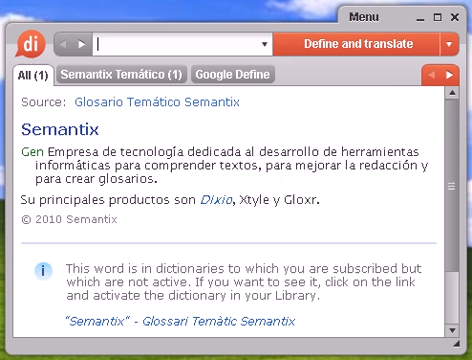 Menu
di
Define and translate
All (1)
Semantix Temático (1)
Google Define
Source: Glosario Temático Semantix
Semantix
Gen Empresa de tecnología dedicada al desarrollo de herramientas
informáticas para comprender textos, para mejorar la redacción y
para crear glosarios.
Su principales productos son Dixio, Xtyle y Gloxr.
© 2010 Semantix
i
This word is in dictionaries to which you are subscribed but
which are not active. If you want to see it, click on the link
and activate the dictionary in your Library.
"Semantix" - Glossari Temàtic Semantix